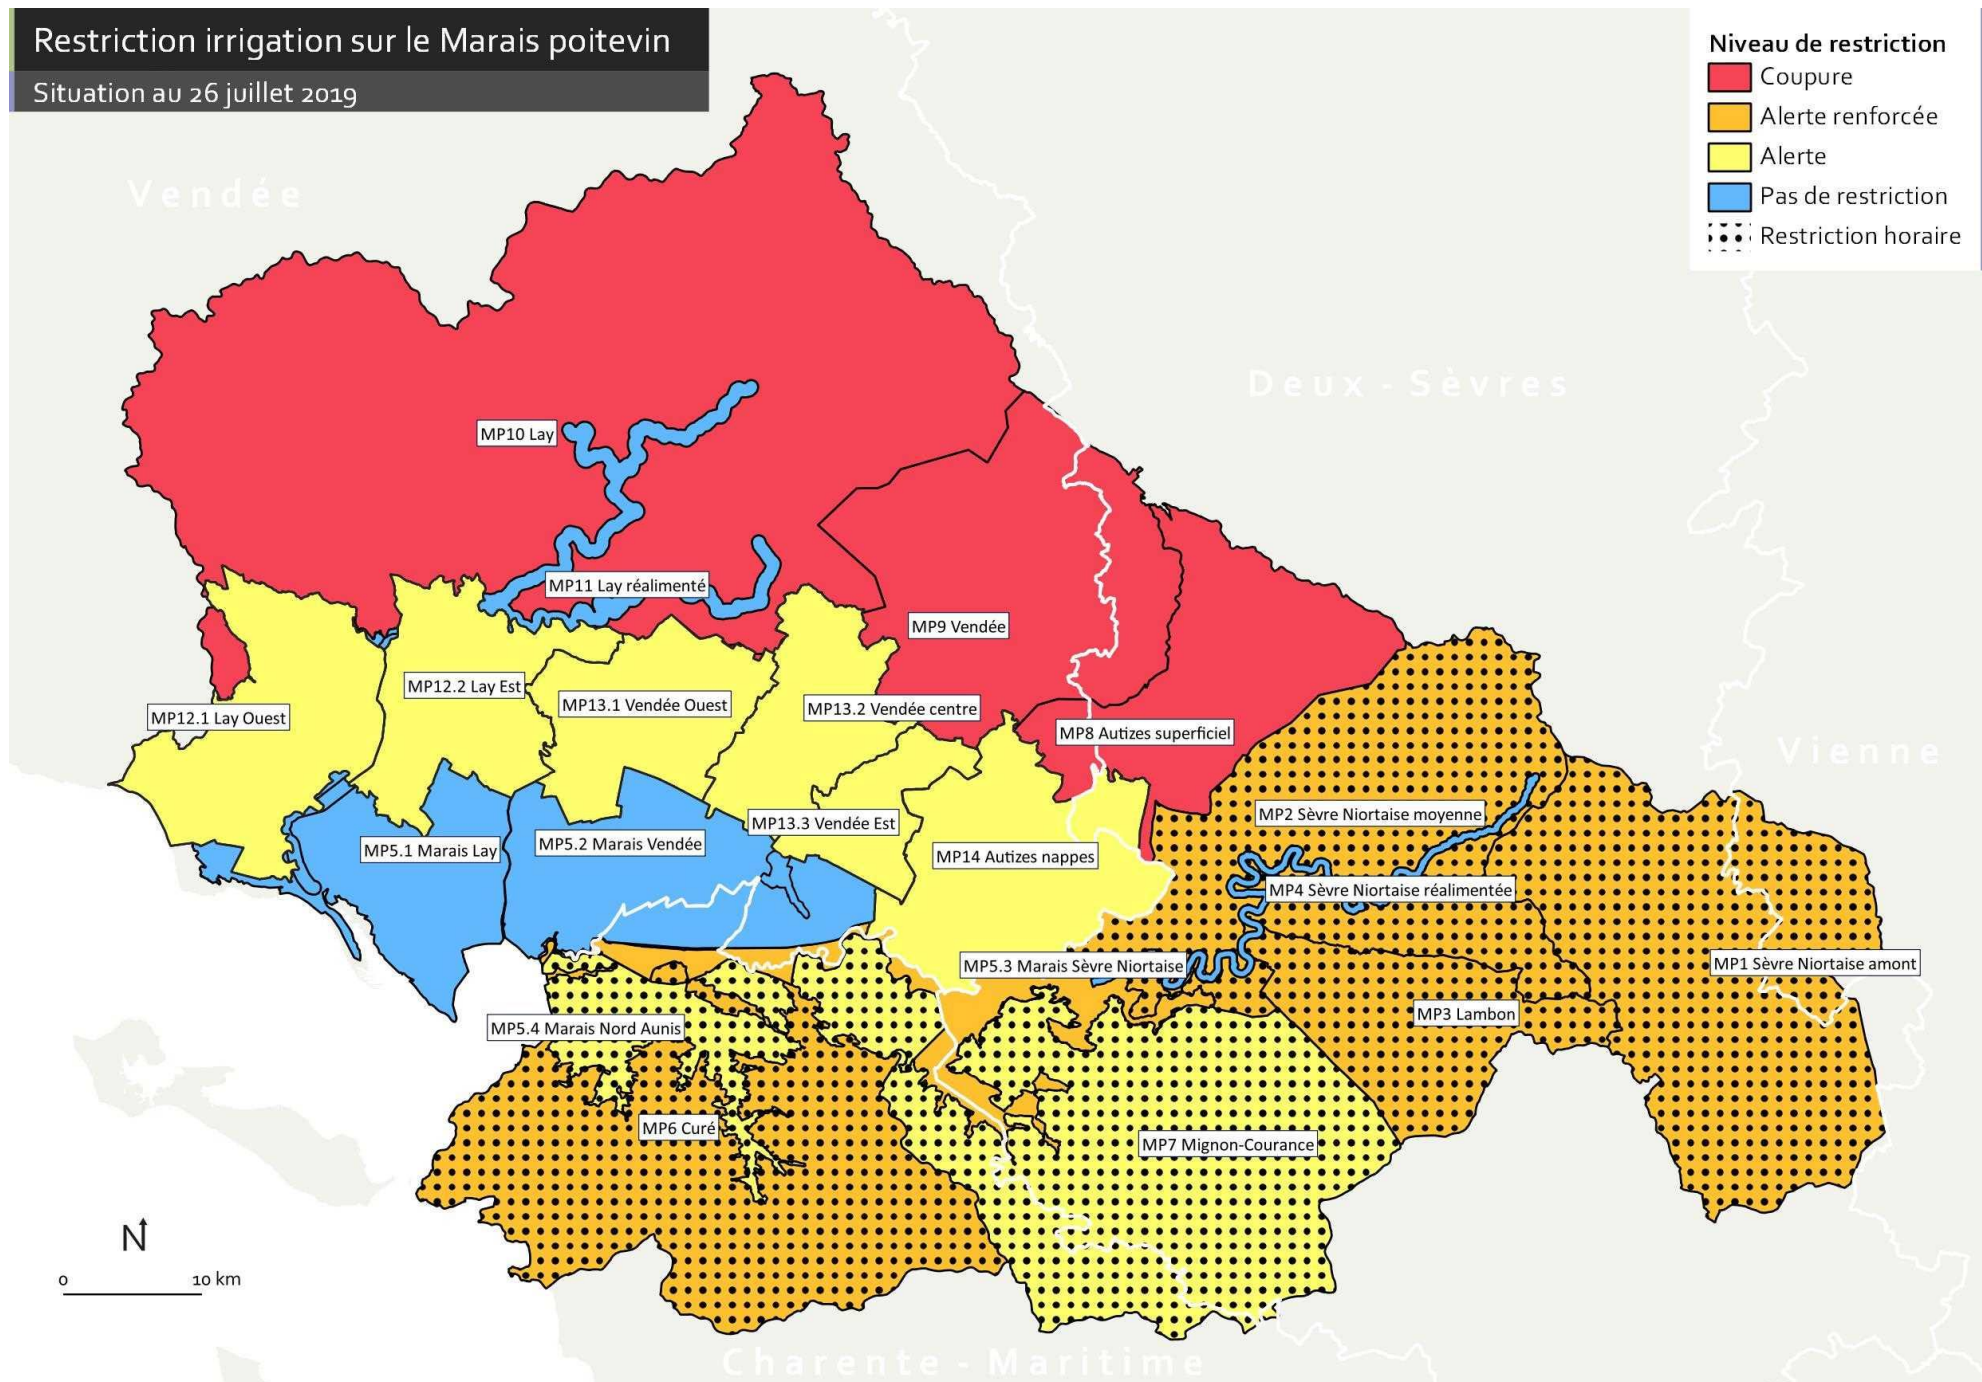 Restriction irrigation sur le Marais poitevin
Situation au 26 juillet 2019
Niveau de restriction
Coupure
Alerte renforcée
Alerte
Pas de restriction
Restriction horaire
Vendée
Deux - Sèvres
Vienne
Charente - Maritime
MP10 Lay
MP11 Lay réalimenté
MP9 Vendée
MP12.2 Lay Est
MP12.1 Lay Ouest
MP13.1 Vendée Ouest
MP13.2 Vendée centre
MP8 Autizes superficiel
MP2 Sèvre Niortaise moyenne
MP13.3 Vendée Est
MP5.1 Marais Lay
MP5.2 Marais Vendée
MP14 Autizes nappes
MP4 Sèvre Niortaise réalimentée
MP5.3 Marais Sèvre Niortaise
MP1 Sèvre Niortaise amont
MP3 Lambon
MP5.4 Marais Nord Aunis
MP6 Curé
MP7 Mignon-Courance
N
0 10 km